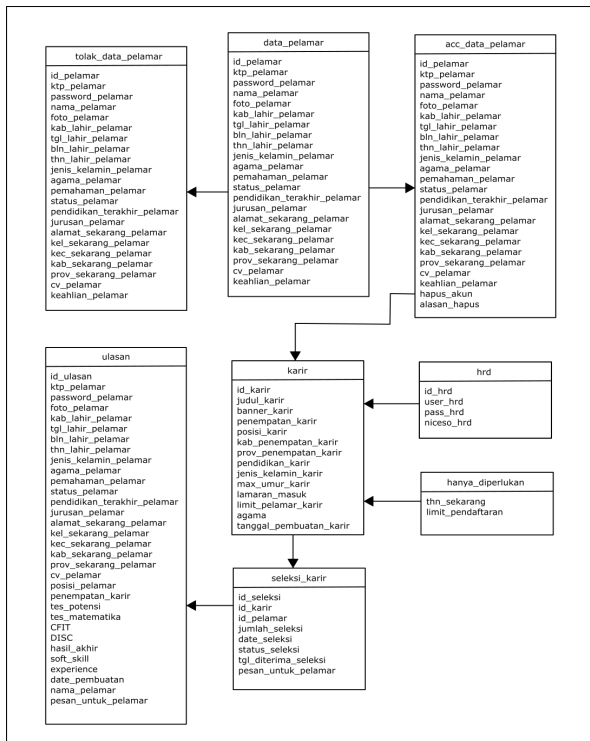 tolak_data_pelamar
id_pelamar
ktp_pelamar
password_pelamar
nama_pelamar
foto_pelamar
kab_lahir_pelamar
tgl_lahir_pelamar
bln_lahir_pelamar
thn_lahir_pelamar
jenis_kelamin_pelamar
agama_pelamar
pemahaman_pelamar
status_pelamar
pendidikan_terakhir_pelamar
jurusan_pelamar
alamat_sekarang_pelamar
kel_sekarang_pelamar
kec_sekarang_pelamar
kab_sekarang_pelamar
prov_sekarang_pelamar
cv_pelamar
keahlian_pelamar
data_pelamar
id_pelamar
ktp_pelamar
password_pelamar
nama_pelamar
foto_pelamar
kab_lahir_pelamar
tgl_lahir_pelamar
bln_lahir_pelamar
thn_lahir_pelamar
jenis_kelamin_pelamar
agama_pelamar
pemahaman_pelamar
status_pelamar
pendidikan_terakhir_pelamar
jurusan_pelamar
alamat_sekarang_pelamar
kel_sekarang_pelamar
kec_sekarang_pelamar
kab_sekarang_pelamar
prov_sekarang_pelamar
cv_pelamar
keahlian_pelamar
acc_data_pelamar
id_pelamar
ktp_pelamar
password_pelamar
nama_pelamar
foto_pelamar
kab_lahir_pelamar
tgl_lahir_pelamar
bln_lahir_pelamar
thn_lahir_pelamar
jenis_kelamin_pelamar
agama_pelamar
pemahaman_pelamar
status_pelamar
pendidikan_terakhir_pelamar
jurusan_pelamar
alamat_sekarang_pelamar
kel_sekarang_pelamar
kec_sekarang_pelamar
kab_sekarang_pelamar
prov_sekarang_pelamar
cv_pelamar
keahlian_pelamar
hapus_akun
alasan_hapus
ulasan
id_ulasan
ktp_pelamar
password_pelamar
foto_pelamar
kab_lahir_pelamar
tgl_lahir_pelamar
bln_lahir_pelamar
thn_lahir_pelamar
jenis_kelamin_pelamar
agama_pelamar
pemahaman_pelamar
status_pelamar
pendidikan_terakhir_pelamar
jurusan_pelamar
alamat_sekarang_pelamar
kel_sekarang_pelamar
kec_sekarang_pelamar
kab_sekarang_pelamar
prov_sekarang_pelamar
cv_pelamar
posisi_pelamar
penempatan_karir
tes_potensi
tes_matematika
CFIT
DISC
hasil_akhir
soft_skill
experience
date_pembuatan
nama_pelamar
pesan_untuk_pelamar
karir
id_karir
judul_karir
banner_karir
penempatan_karir
posisi_karir
kab_penempatan_karir
prov_penempatan_karir
pendidikan_karir
jenis_kelamin_karir
max_umur_karir
lamaran_masuk
limit_pelamar_karir
agama
tanggal_pembuatan_karir
hrd
id_hrd
user_hrd
pass_hrd
niceso_hrd
hanya_diperlukan
thn_sekarang
limit_pendaftaran
seleksi_karir
id_seleksi
id_karir
id_pelamar
jumlah_seleksi
date_seleksi
status_seleksi
tgl_diterima_seleksi
pesan_untuk_pelamar